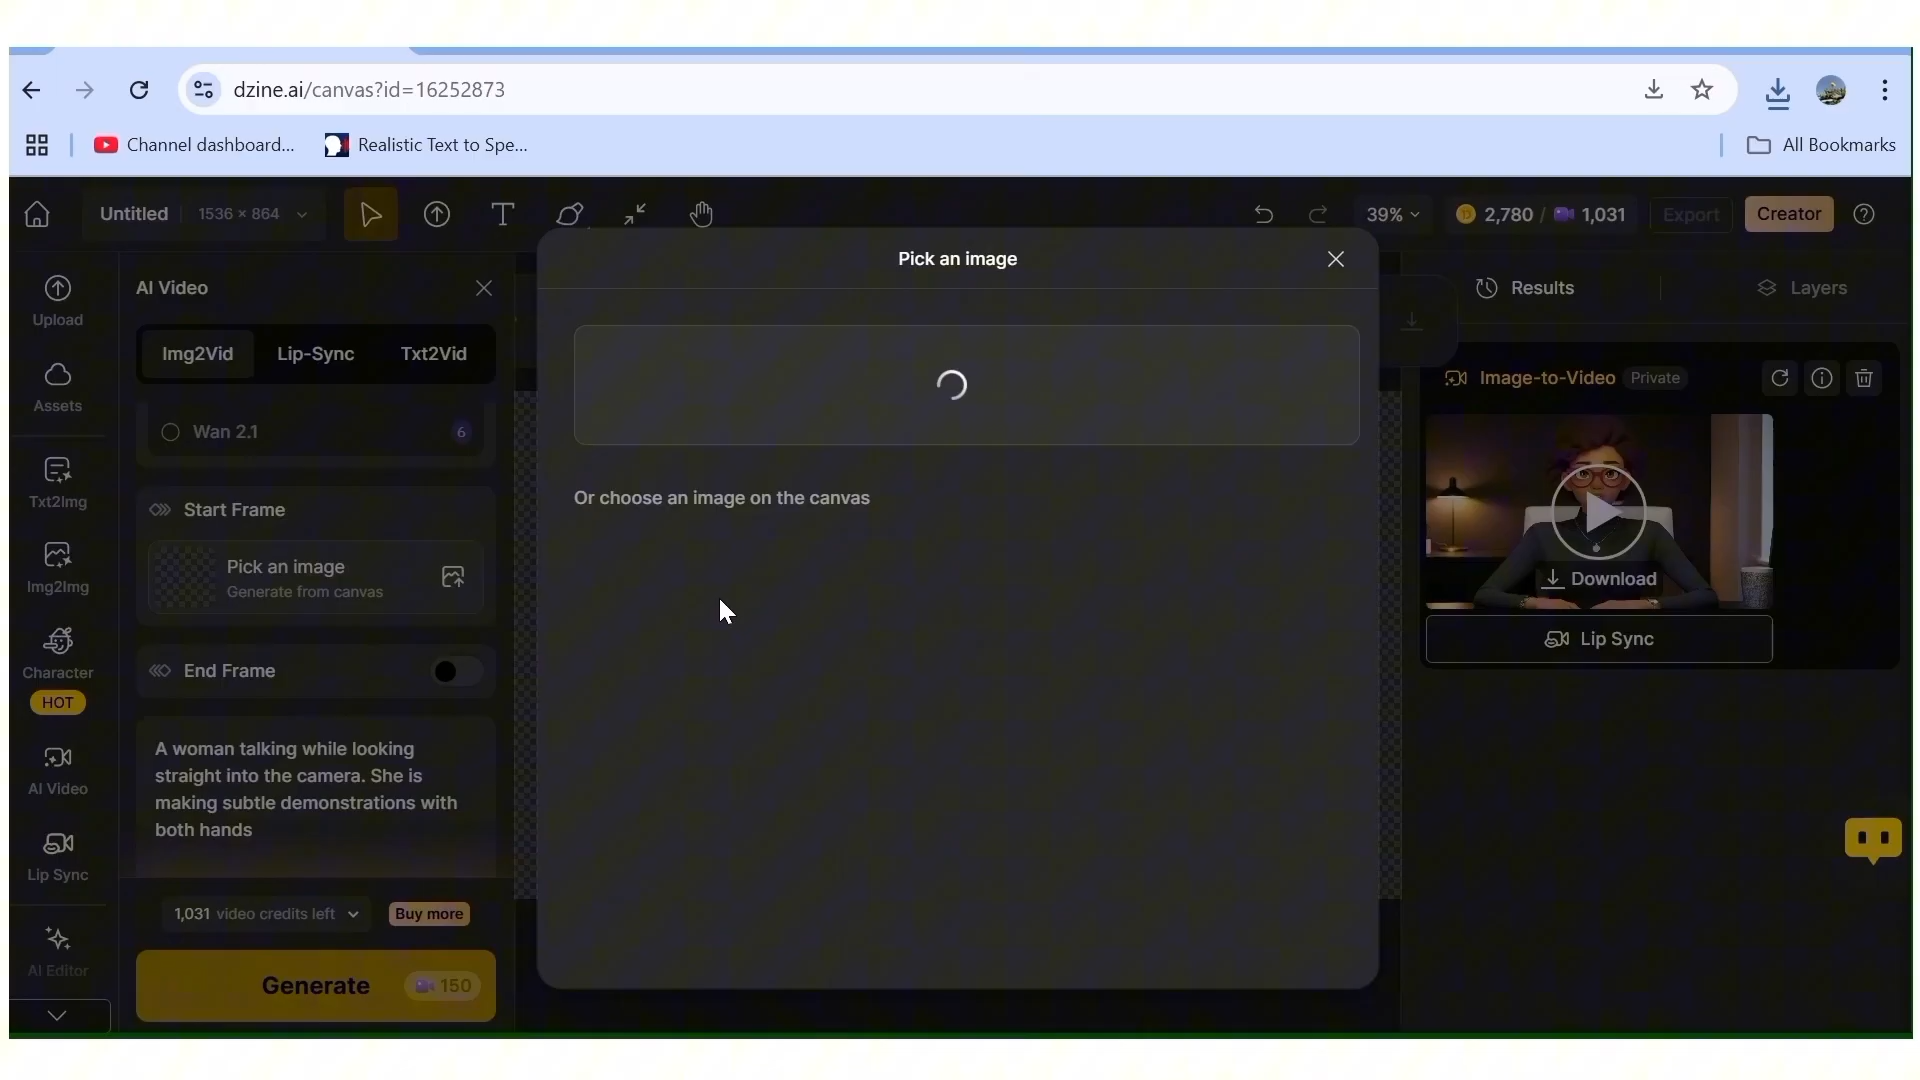 dzine.ai/canvas?id=16252873
Channel dashboard...
Realistic Text to Spe...
All Bookmarks
Untitled
1536 × 864
39%
2,780 / 1,031
Export
Creator
Upload
Assets
Txt2Img
Img2Img
Character
HOT
AI Video
Lip Sync
AI Editor
AI Video
Img2Vid
Lip-Sync
Txt2Vid
Wan 2.1
6
Start Frame
Pick an image
Generate from canvas
End Frame
A woman talking while looking
straight into the camera. She is
making subtle demonstrations with
both hands
1,031 video credits left
Buy more
Generate
150
Pick an image
Or choose an image on the canvas
Results
Layers
Image-to-Video
Private
Download
Lip Sync